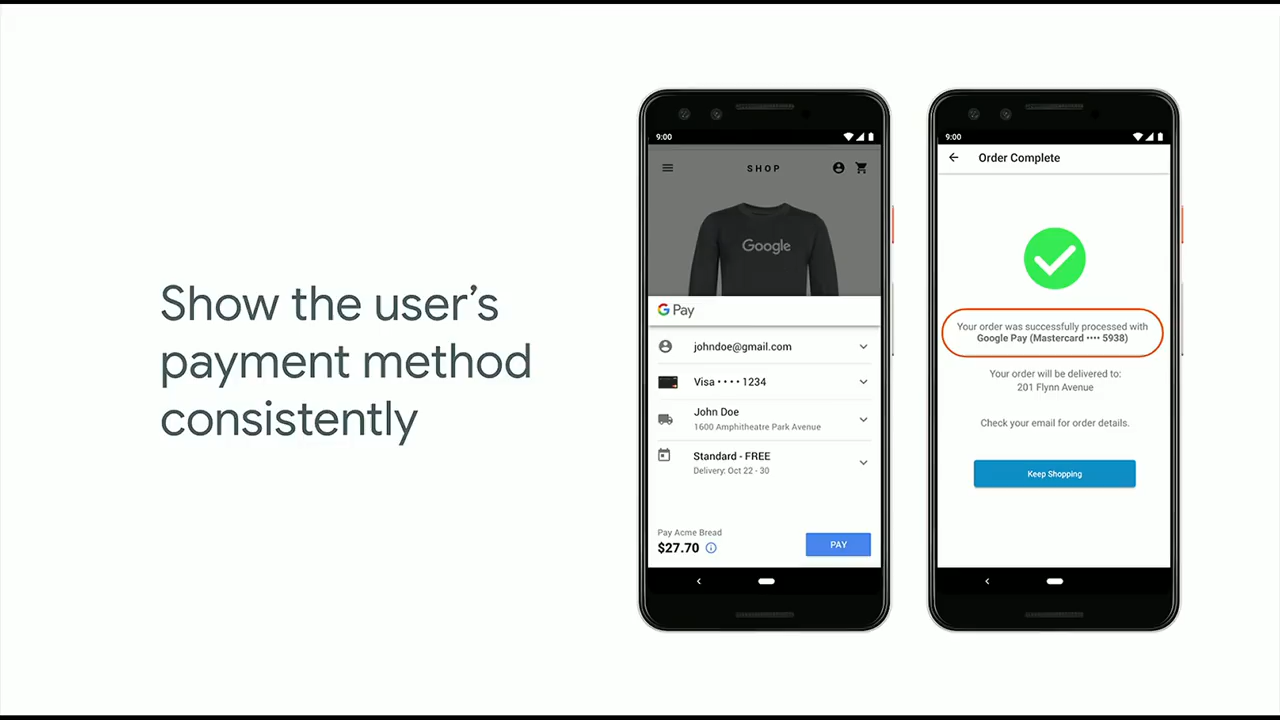 Show the user's
payment method
consistently
9:00
SHOP
Google
G Pay
johndoe@gmail.com
Visa •••• 1234
John Doe
1600 Amphitheatre Park Avenue
Standard - FREE
Delivery: Oct 22 - 30
Pay Acme Bread
$27.70
PAY
9:00
Order Complete
Your order was successfully processed with
Google Pay (Mastercard •••• 5938)
Your order will be delivered to:
201 Flynn Avenue
Check your email for order details.
Keep Shopping